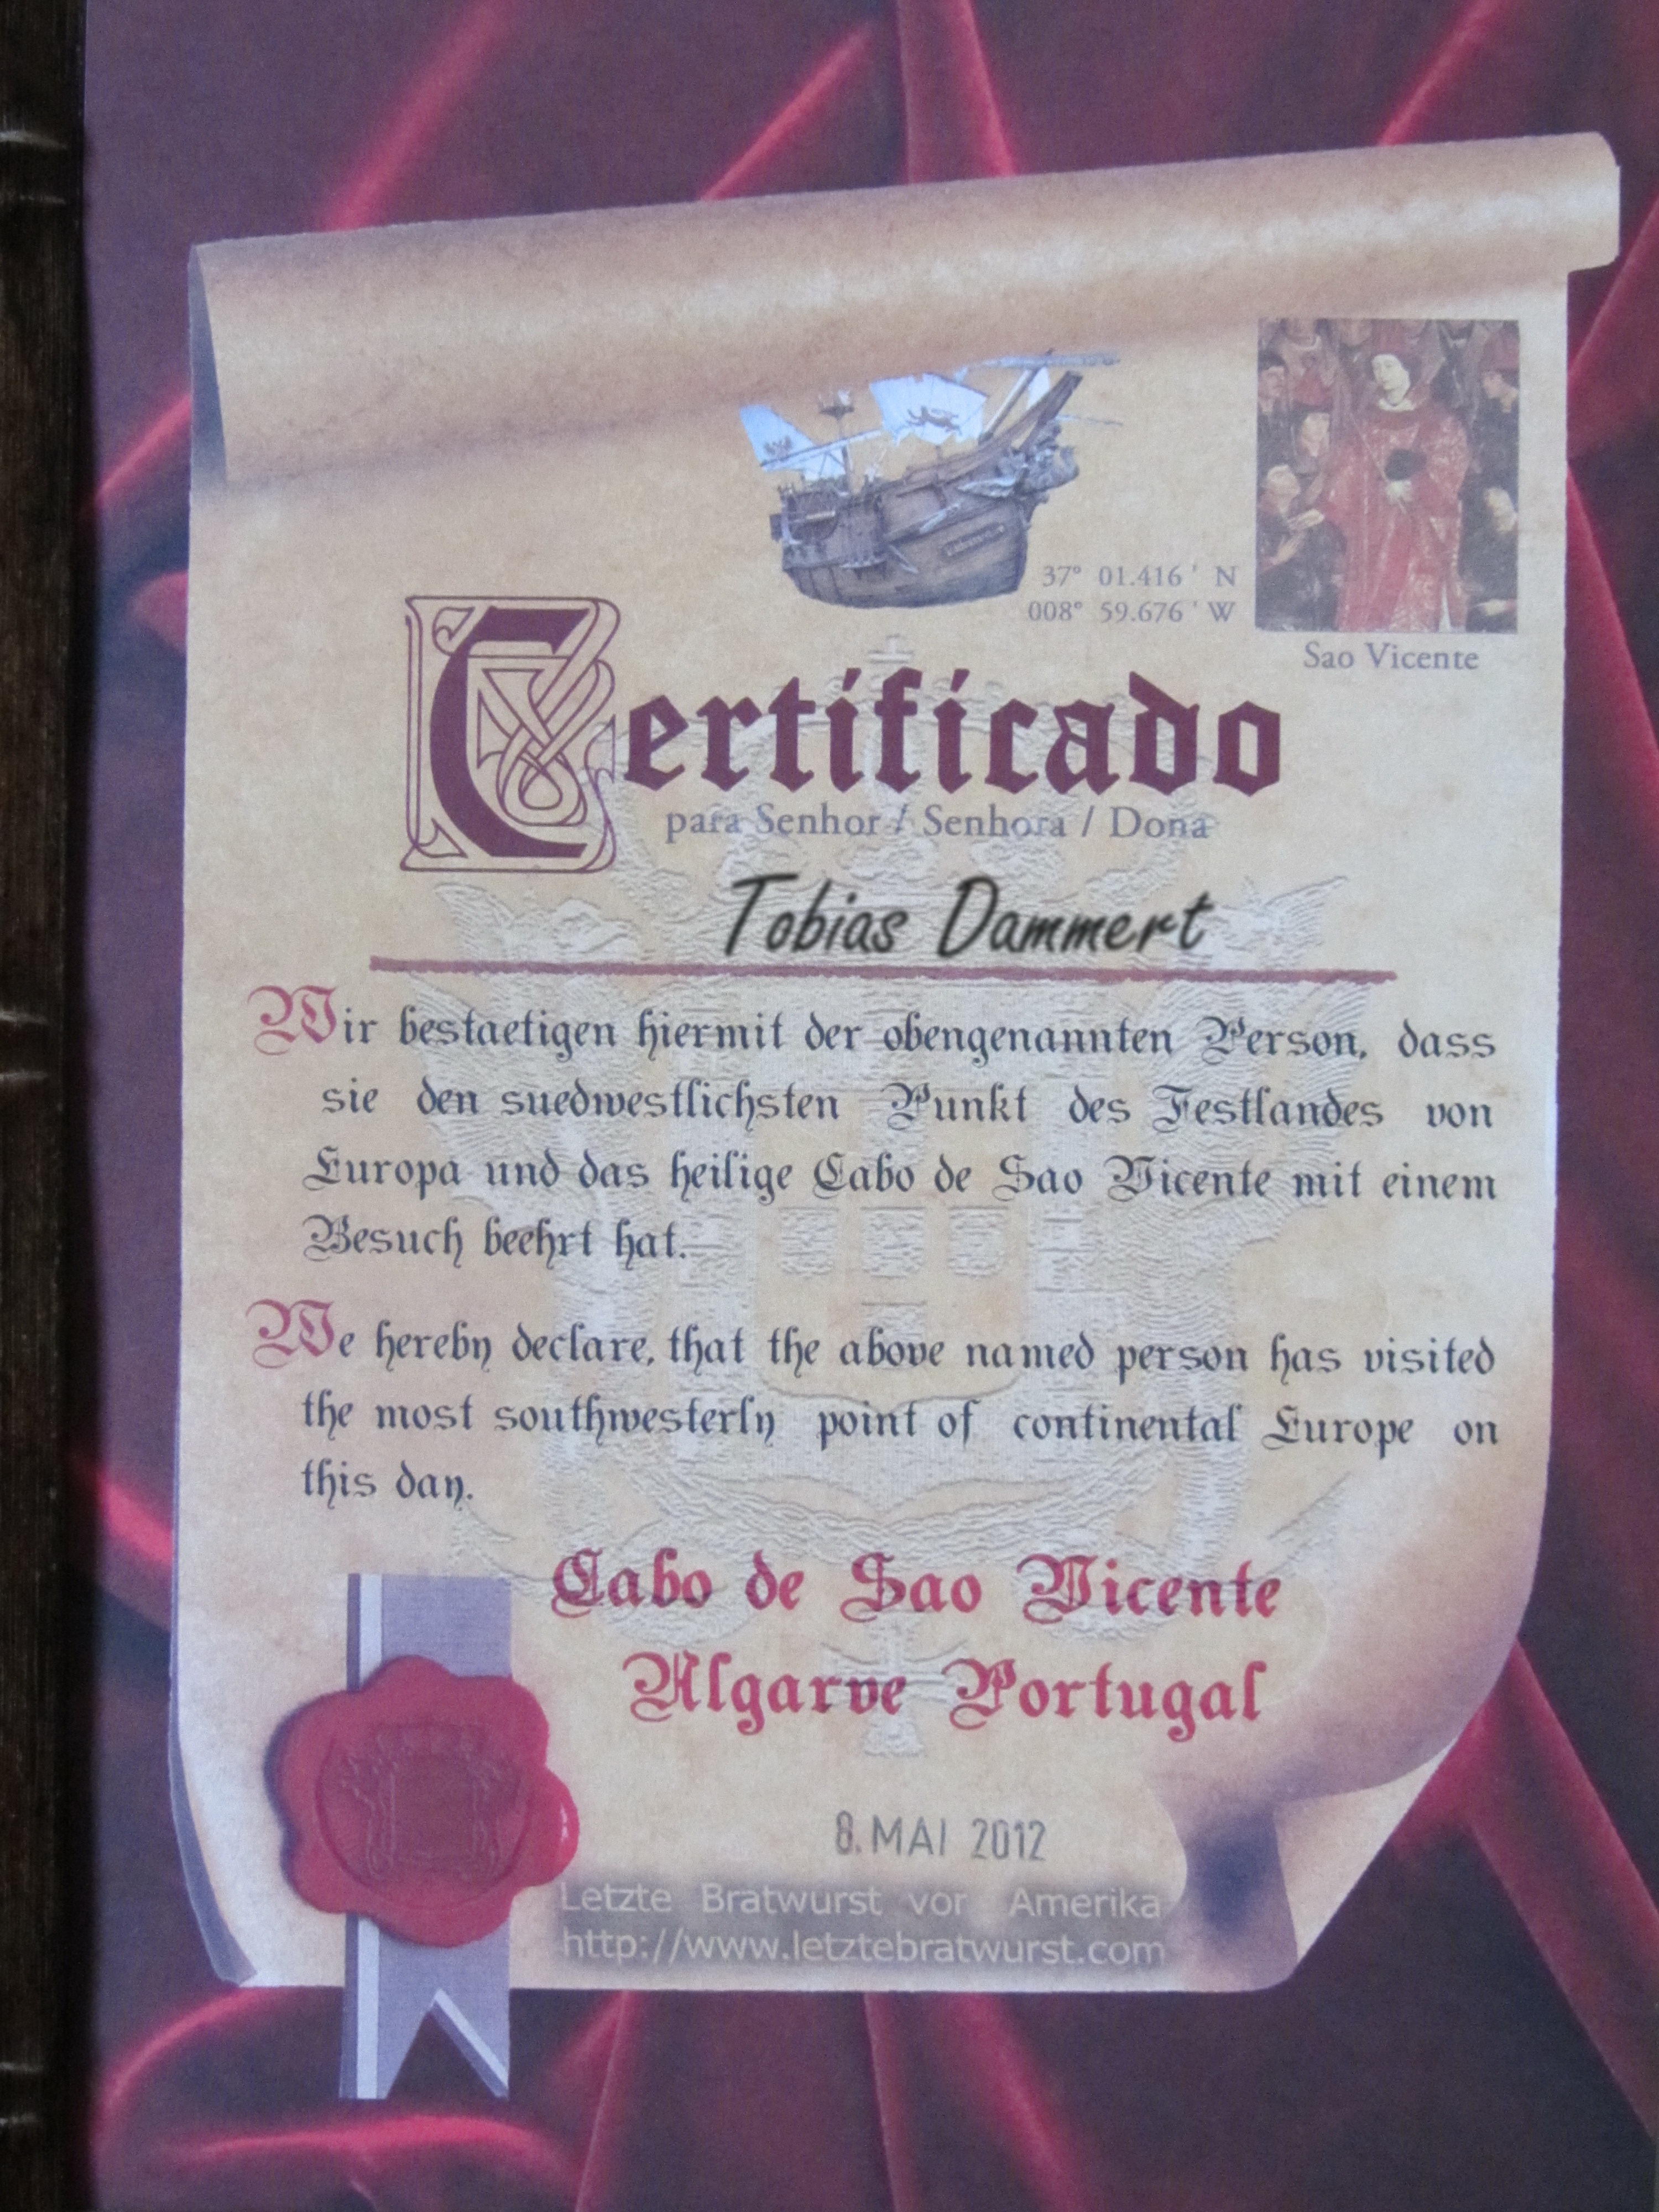 37° 01.416 ' N
008° 59.676 ' W
Sao Vicente
Certificado
para Senhor / Senhora / Dona
Tobias Dammert
Wir bestaetigen hiermit der obengenannten Person, dass
sie den suedwestlichsten Punkt des Festlandes von
Europa und das heilige Cabo de Sao Vicente mit einem
Besuch beehrt hat.
We hereby declare, that the above named person has visited
the most southwesterly point of continental Europe on
this day.
Cabo de Sao Vicente
Algarve Portugal
8. MAI 2012
Letzte Bratwurst vor Amerika
http://www.letztebratwurst.com